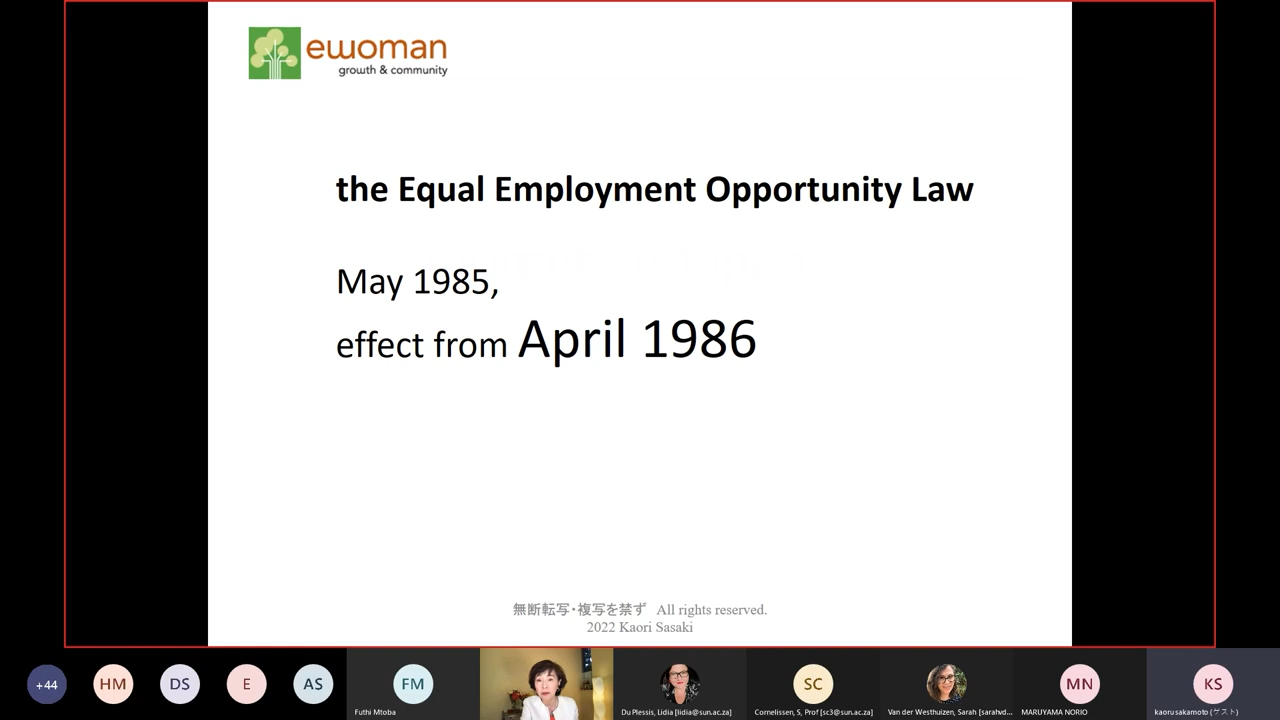 ewoman
growth & community
the Equal Employment Opportunity Law
May 1985,
effect from April 1986
無断転写・複写を禁ず All rights reserved.
2022 Kaori Sasaki
+44
HM
DS
E
AS
FM
Futhi Mtoba
Du Plessis, Lidia [lidia@sun.ac.za]
SC
Cornelissen, S, Prof [sc3@sun.ac.za]
Van der Westhuizen, Sarah [sarahvd...
MN
MARUYAMA NORIO
KS
kaoru sakamoto (ゲスト)